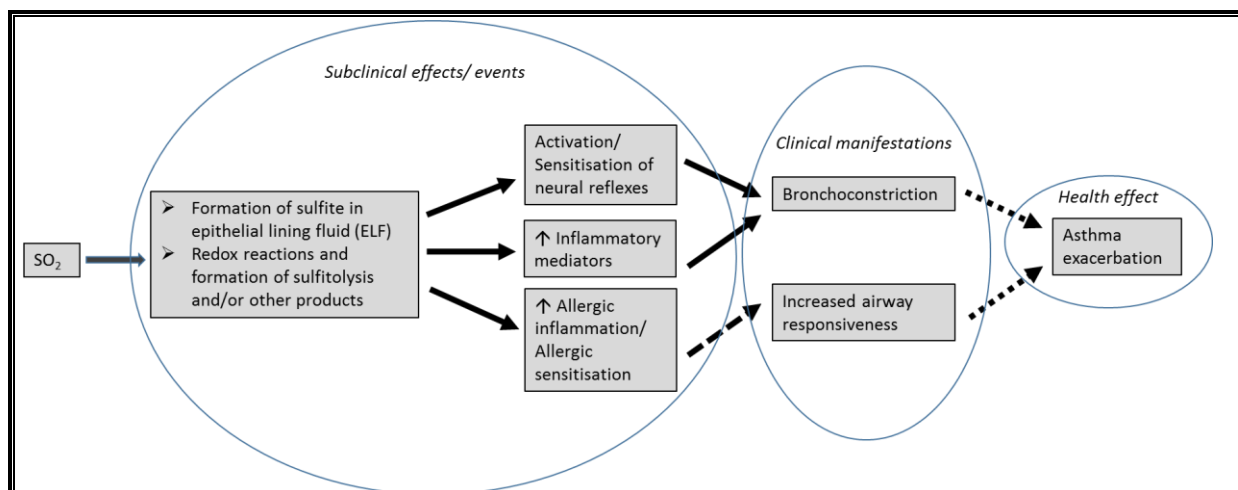 Subclinical effects/ events
SO₂
➢ Formation of sulfite in
epithelial lining fluid (ELF)
➢ Redox reactions and
formation of sulfitolysis
and/or other products
Activation/
Sensitisation of
neural reflexes
↑ Inflammatory
mediators
↑ Allergic
inflammation/
Allergic
sensitisation
Clinical manifestations
Bronchoconstriction
Increased airway
responsiveness
Health effect
Asthma
exacerbation